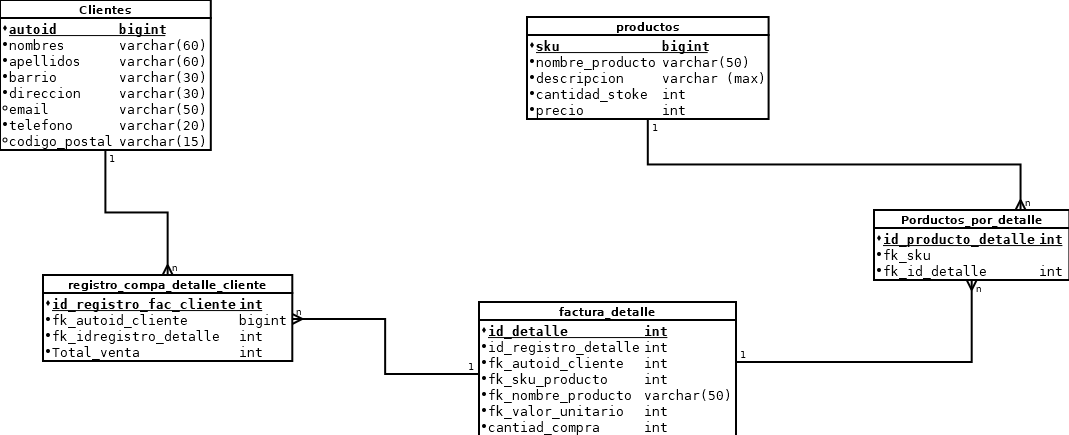 Clientes
autoid bigint
nombres varchar(60)
apellidos varchar(60)
barrio varchar(30)
direccion varchar(30)
email varchar(50)
telefono varchar(20)
codigo_postal varchar(15)
1
productos
sku bigint
nombre_producto varchar(50)
descripcion varchar (max)
cantidad_stoke int
precio int
1
n
Porductos_por_detalle
id_producto_detalle int
fk_sku
fk_id_detalle int
n
n
registro_compa_detalle_cliente
id_registro_fac_cliente int
fk_autoid_cliente bigint
fk_idregistro_detalle int
Total_venta int
n
1
factura_detalle
id_detalle int
id_registro_detalle int
fk_autoid_cliente int
fk_sku_producto int
fk_nombre_producto varchar(50)
fk_valor_unitario int
cantiad_compra int
1